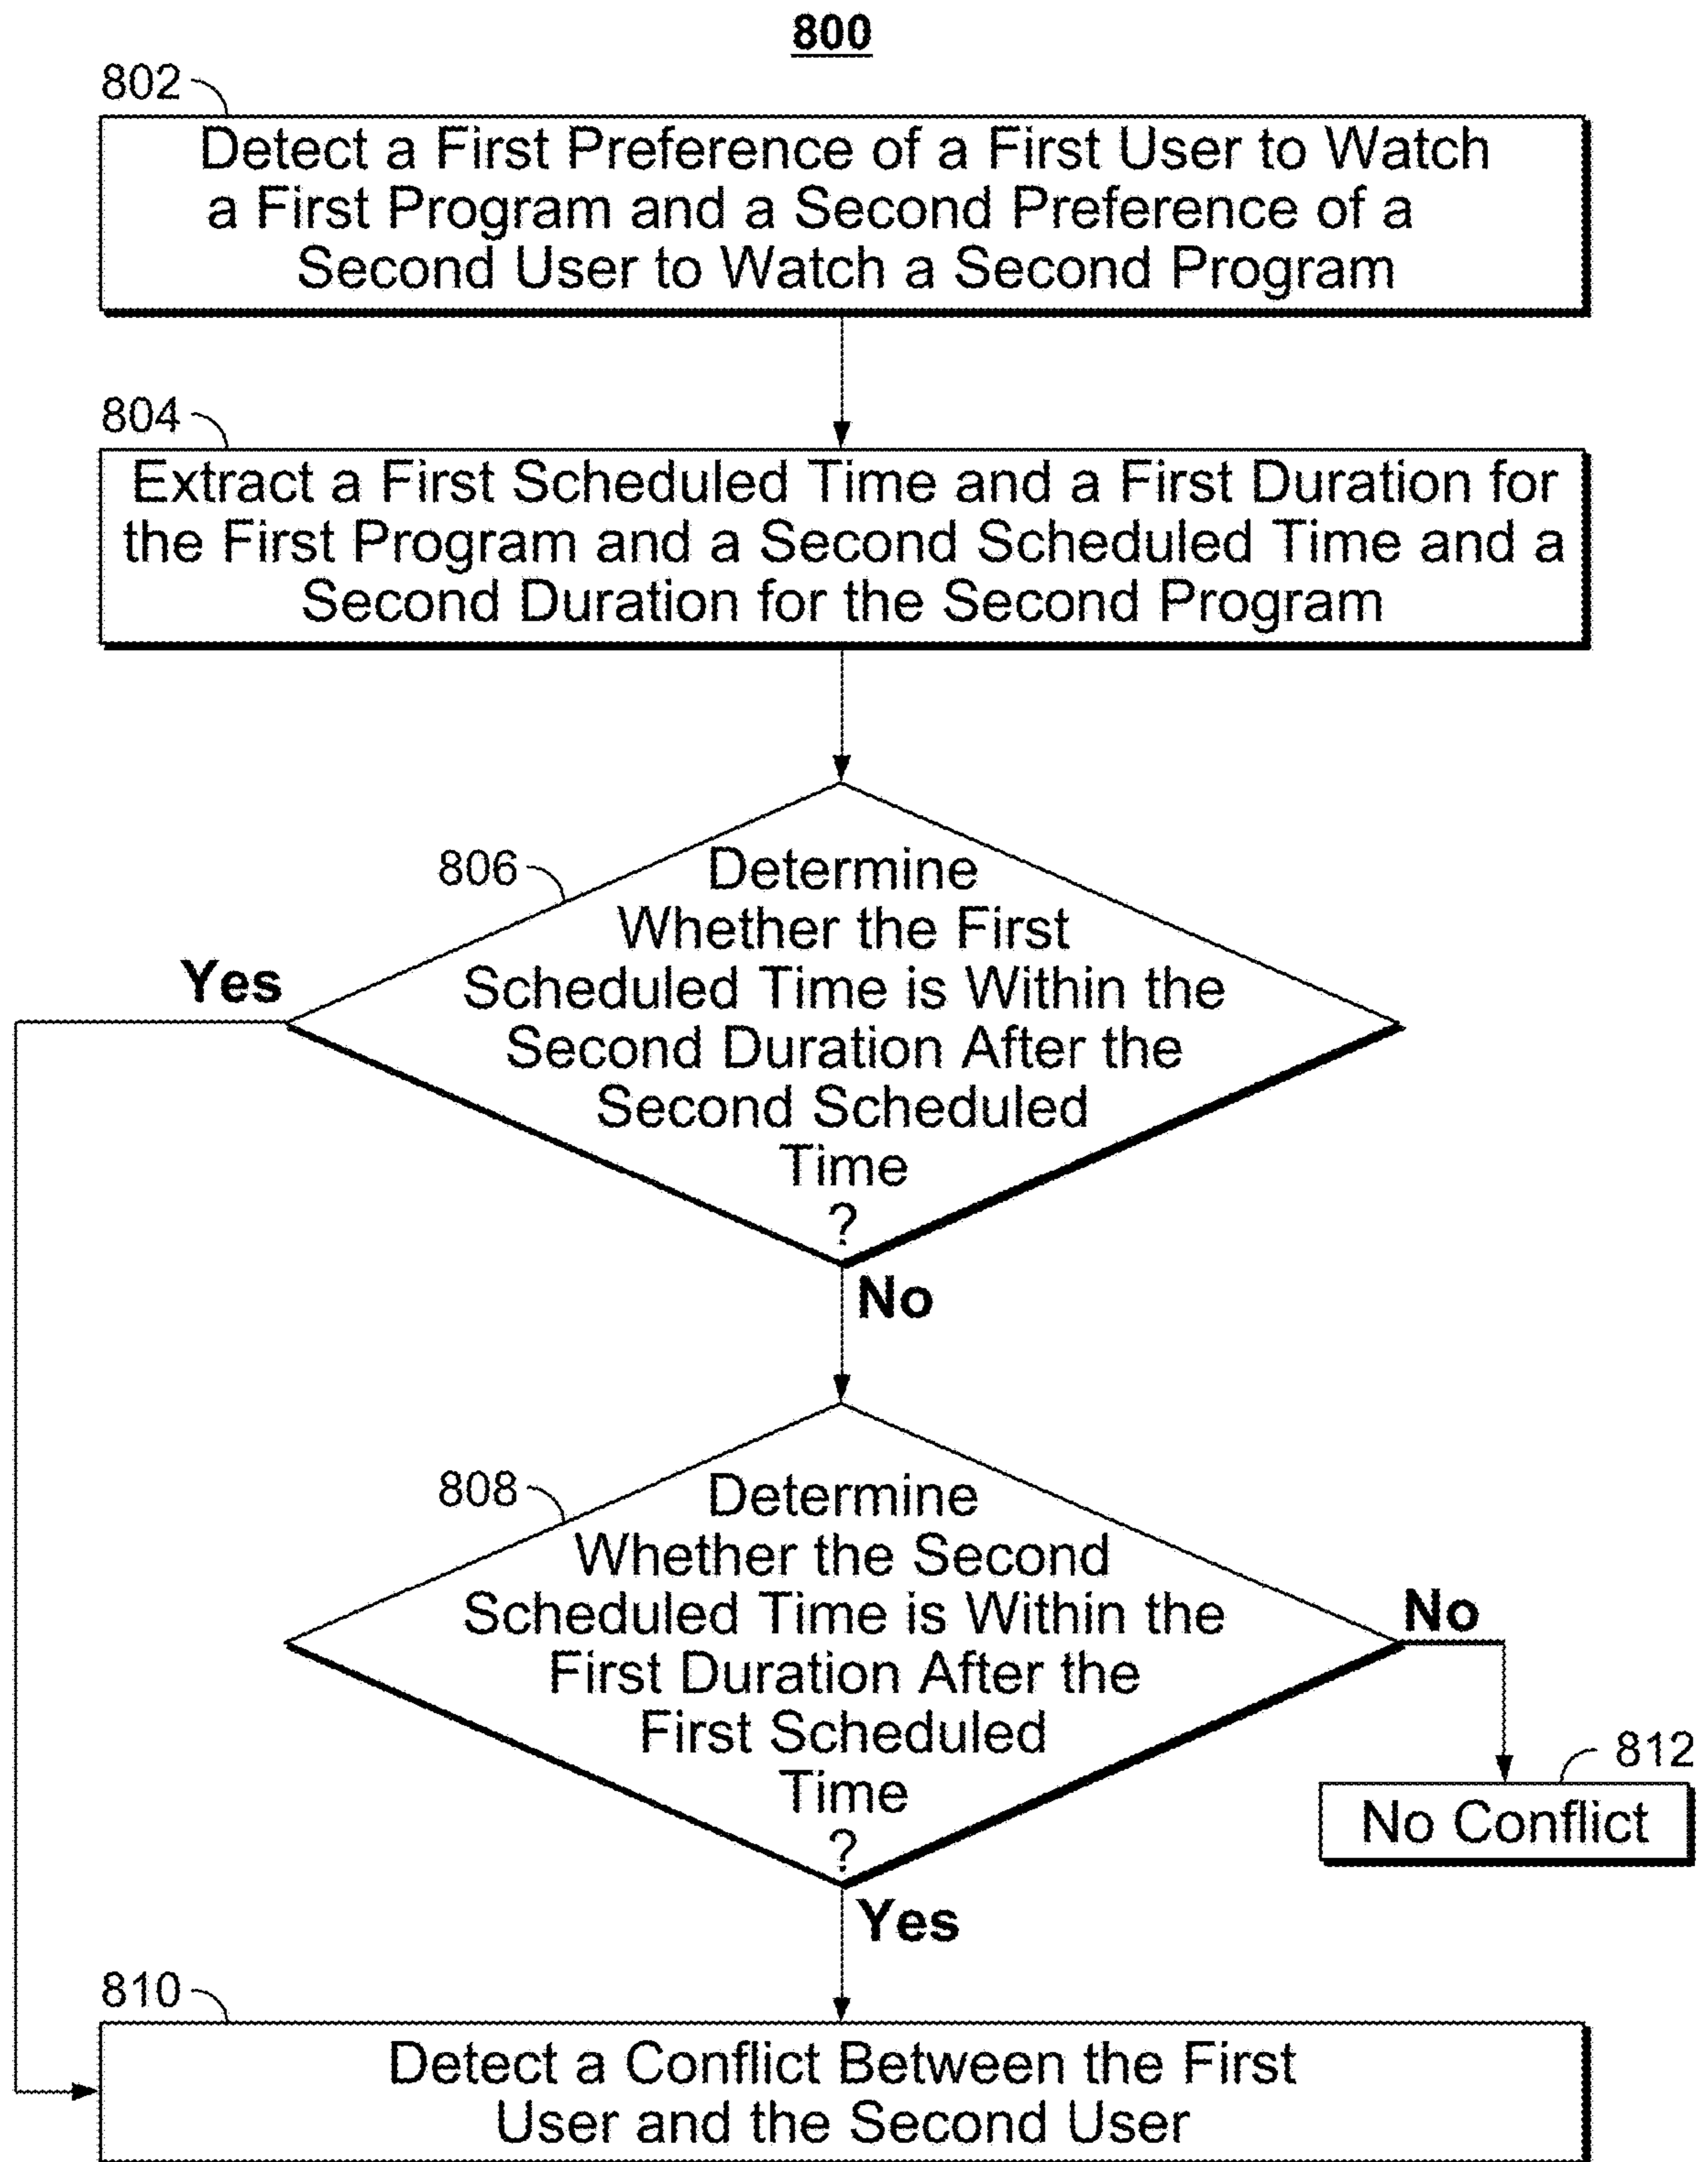 800
802
Detect a First Preference of a First User to Watch
a First Program and a Second Preference of a
Second User to Watch a Second Program
804
Extract a First Scheduled Time and a First Duration for
the First Program and a Second Scheduled Time and a
Second Duration for the Second Program
806
Determine
Whether the First
Scheduled Time is Within the
Second Duration After the
Second Scheduled
Time
?
Yes
No
808
Determine
Whether the Second
Scheduled Time is Within the
First Duration After the
First Scheduled
Time
?
No
812
No Conflict
Yes
810
Detect a Conflict Between the First
User and the Second User